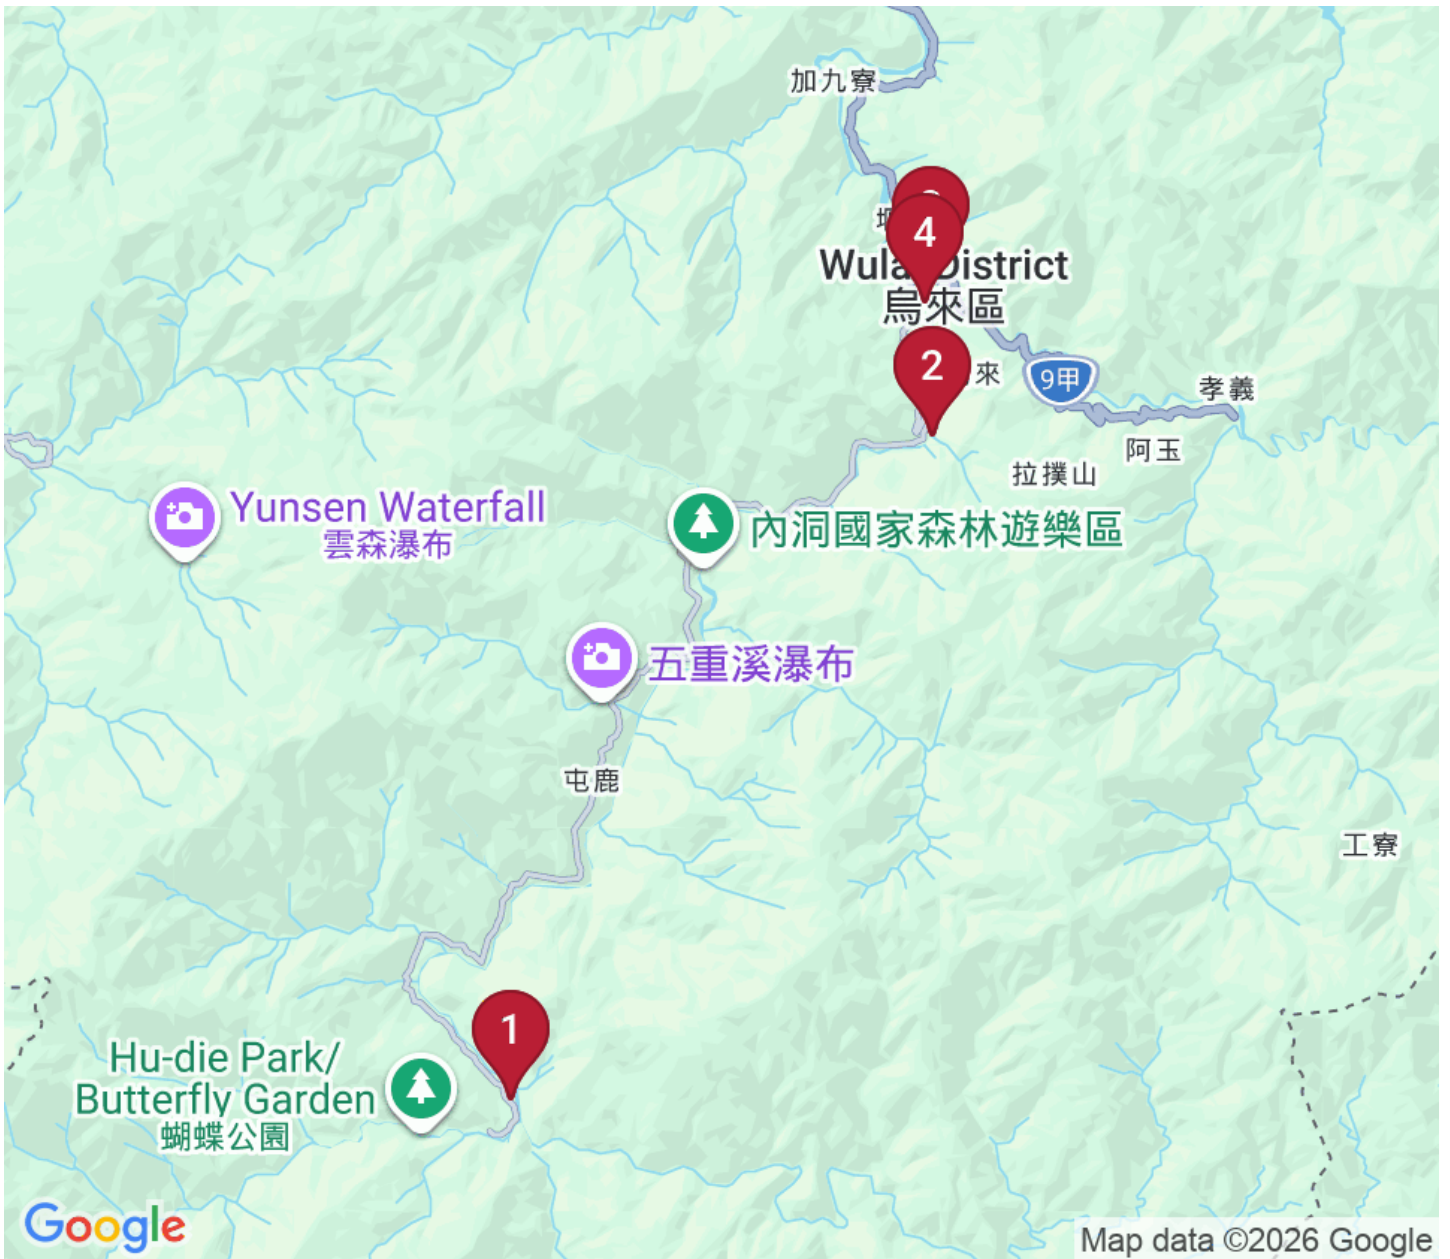 加九寮
4
Wulai District
烏來區
2
來
9甲
孝義
阿玉
拉撲山
Yunsen Waterfall
雲森瀑布
內洞國家森林遊樂區
五重溪瀑布
屯鹿
工寮
1
Hu-die Park/
Butterfly Garden
蝴蝶公園
Google
Map data ©2026 Google